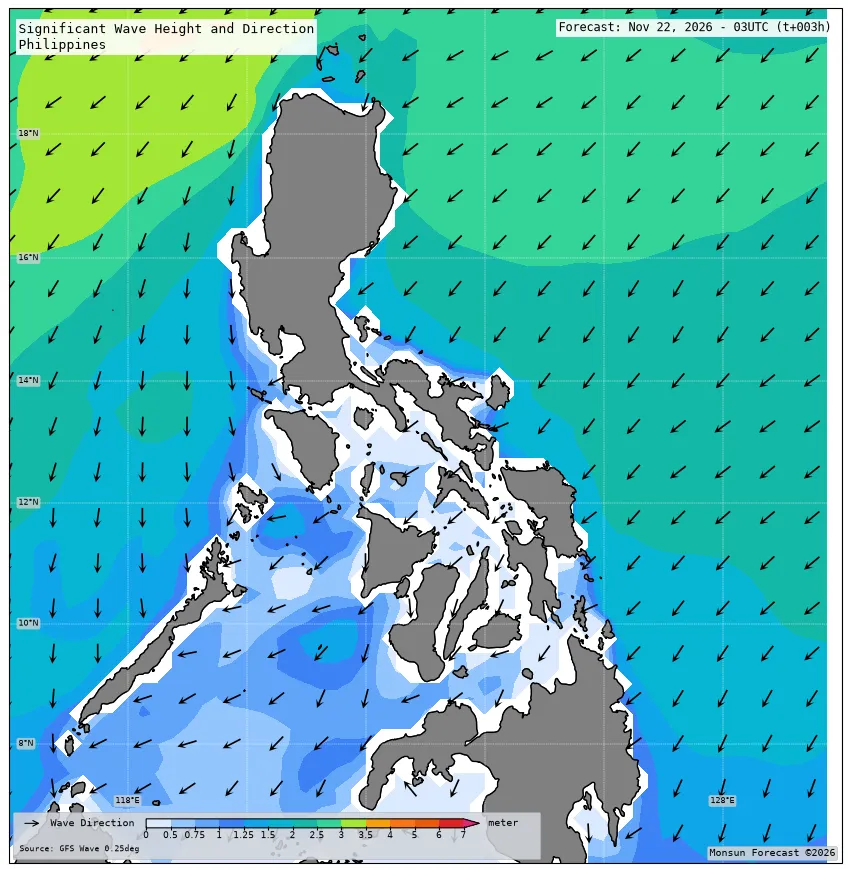 Significant Wave Height and Direction
Philippines
Forecast: Nov 22, 2026 - 03UTC (t+003h)
18°N
16°N
14°N
12°N
10°N
8°N
118°E
128°E
Wave Direction
meter
0 0.5 0.75 1 1.25 1.5 2 2.5 3 3.5 4 5 6 7
Source: GFS Wave 0.25deg
Monsun Forecast ©2026